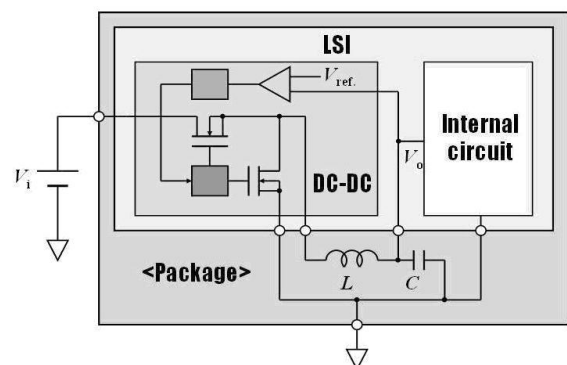 LSI
Vref.
Internal
circuit
Vo
Vi
DC-DC
<Package>
L
C